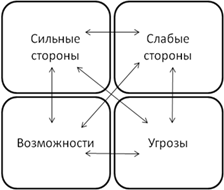 Сильные
стороны
Слабые
стороны
Возможности
Угрозы